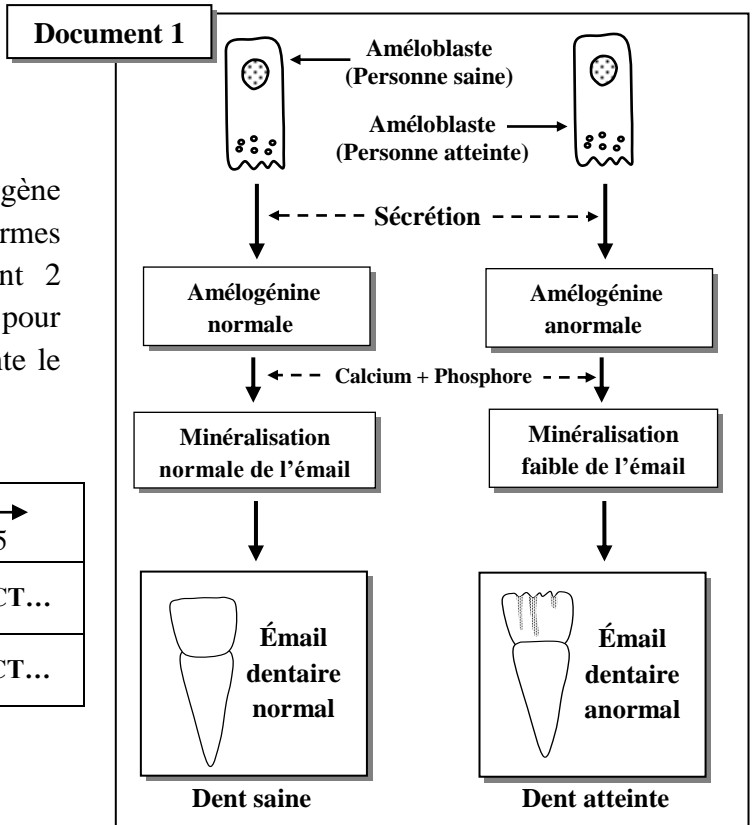 Document 1
Améloblaste
(Personne saine)
Améloblaste
(Personne atteinte)
gène
rmes
nt 2
pour
te le
Sécrétion
Amélogénine
normale
Amélogénine
anormale
Calcium + Phosphore
Minéralisation
normale de l’émail
Minéralisation
faible de l’émail
5
CT…
CT…
Émail
dentaire
normal
Émail
dentaire
anormal
Dent saine
Dent atteinte